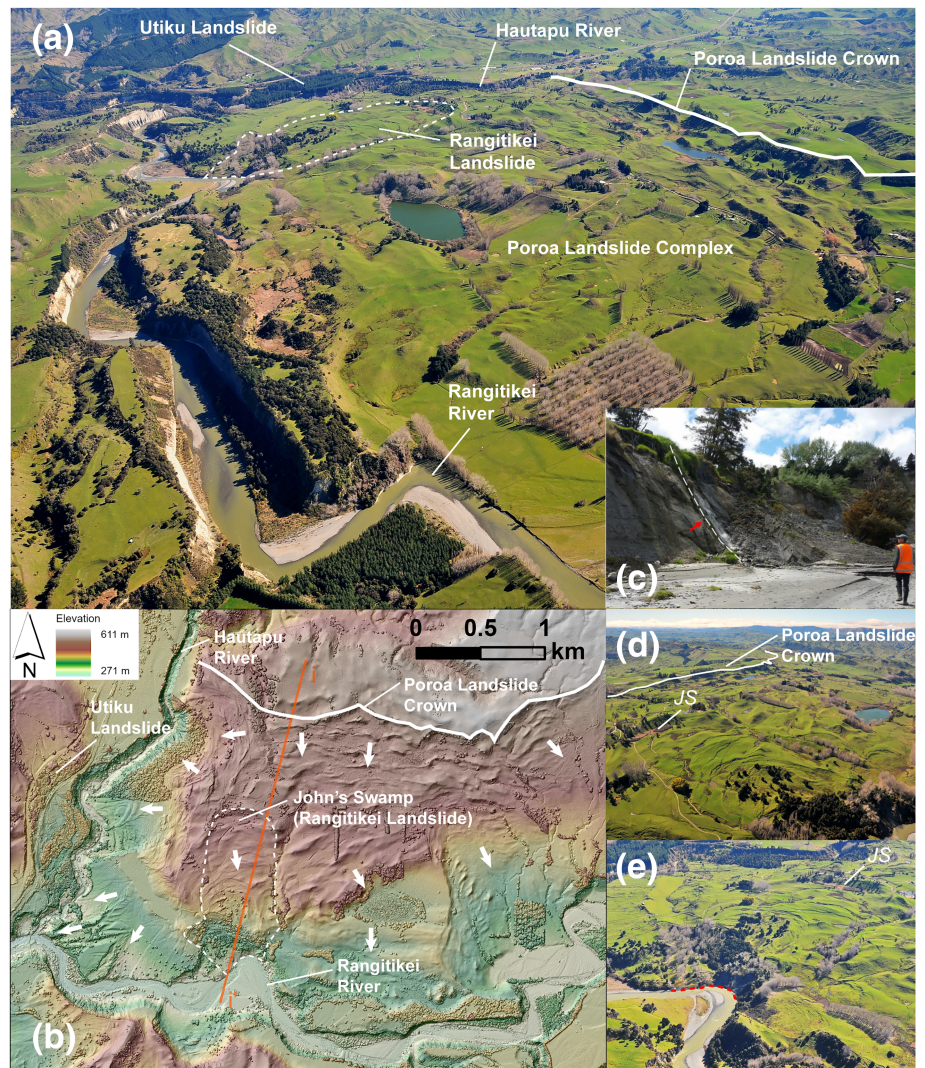 (a)
Utiku Landslide
Hautapu River
Poroa Landslide Crown
Rangitikei
Landslide
Poroa Landslide Complex
Rangitikei
River
(c)
Elevation
611 m
271 m
N
Hautapu
River
0 0.5 1
km
Poroa Landslide
Crown
Utiku
Landslide
John's Swamp
(Rangitikei Landslide)
Rangitikei
River
(b)
(d)
Poroa Landslide
Crown
JS
(e)
JS